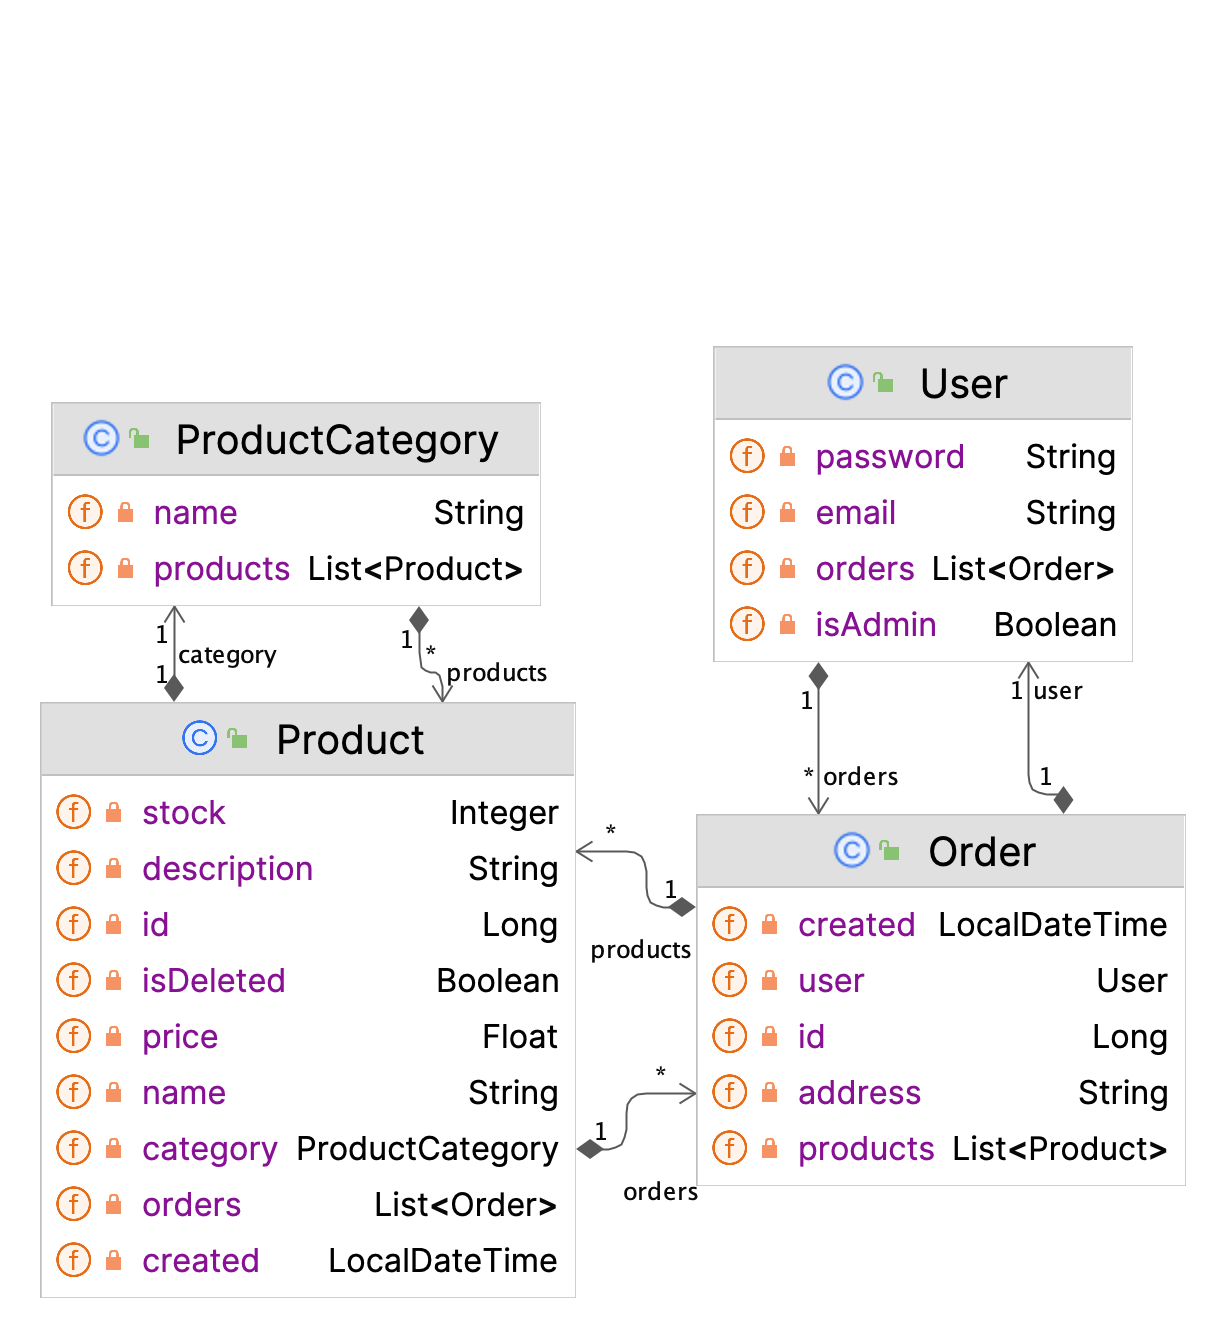 User
password String
email String
orders List<Order>
isAdmin Boolean
ProductCategory
name String
products List<Product>
1
category
1
1
*
products
1
* orders
1 user
1
Product
stock Integer
description String
id Long
isDeleted Boolean
price Float
name String
category ProductCategory
orders List<Order>
created LocalDateTime
*
1
products
*
1
orders
Order
created LocalDateTime
user User
id Long
address String
products List<Product>